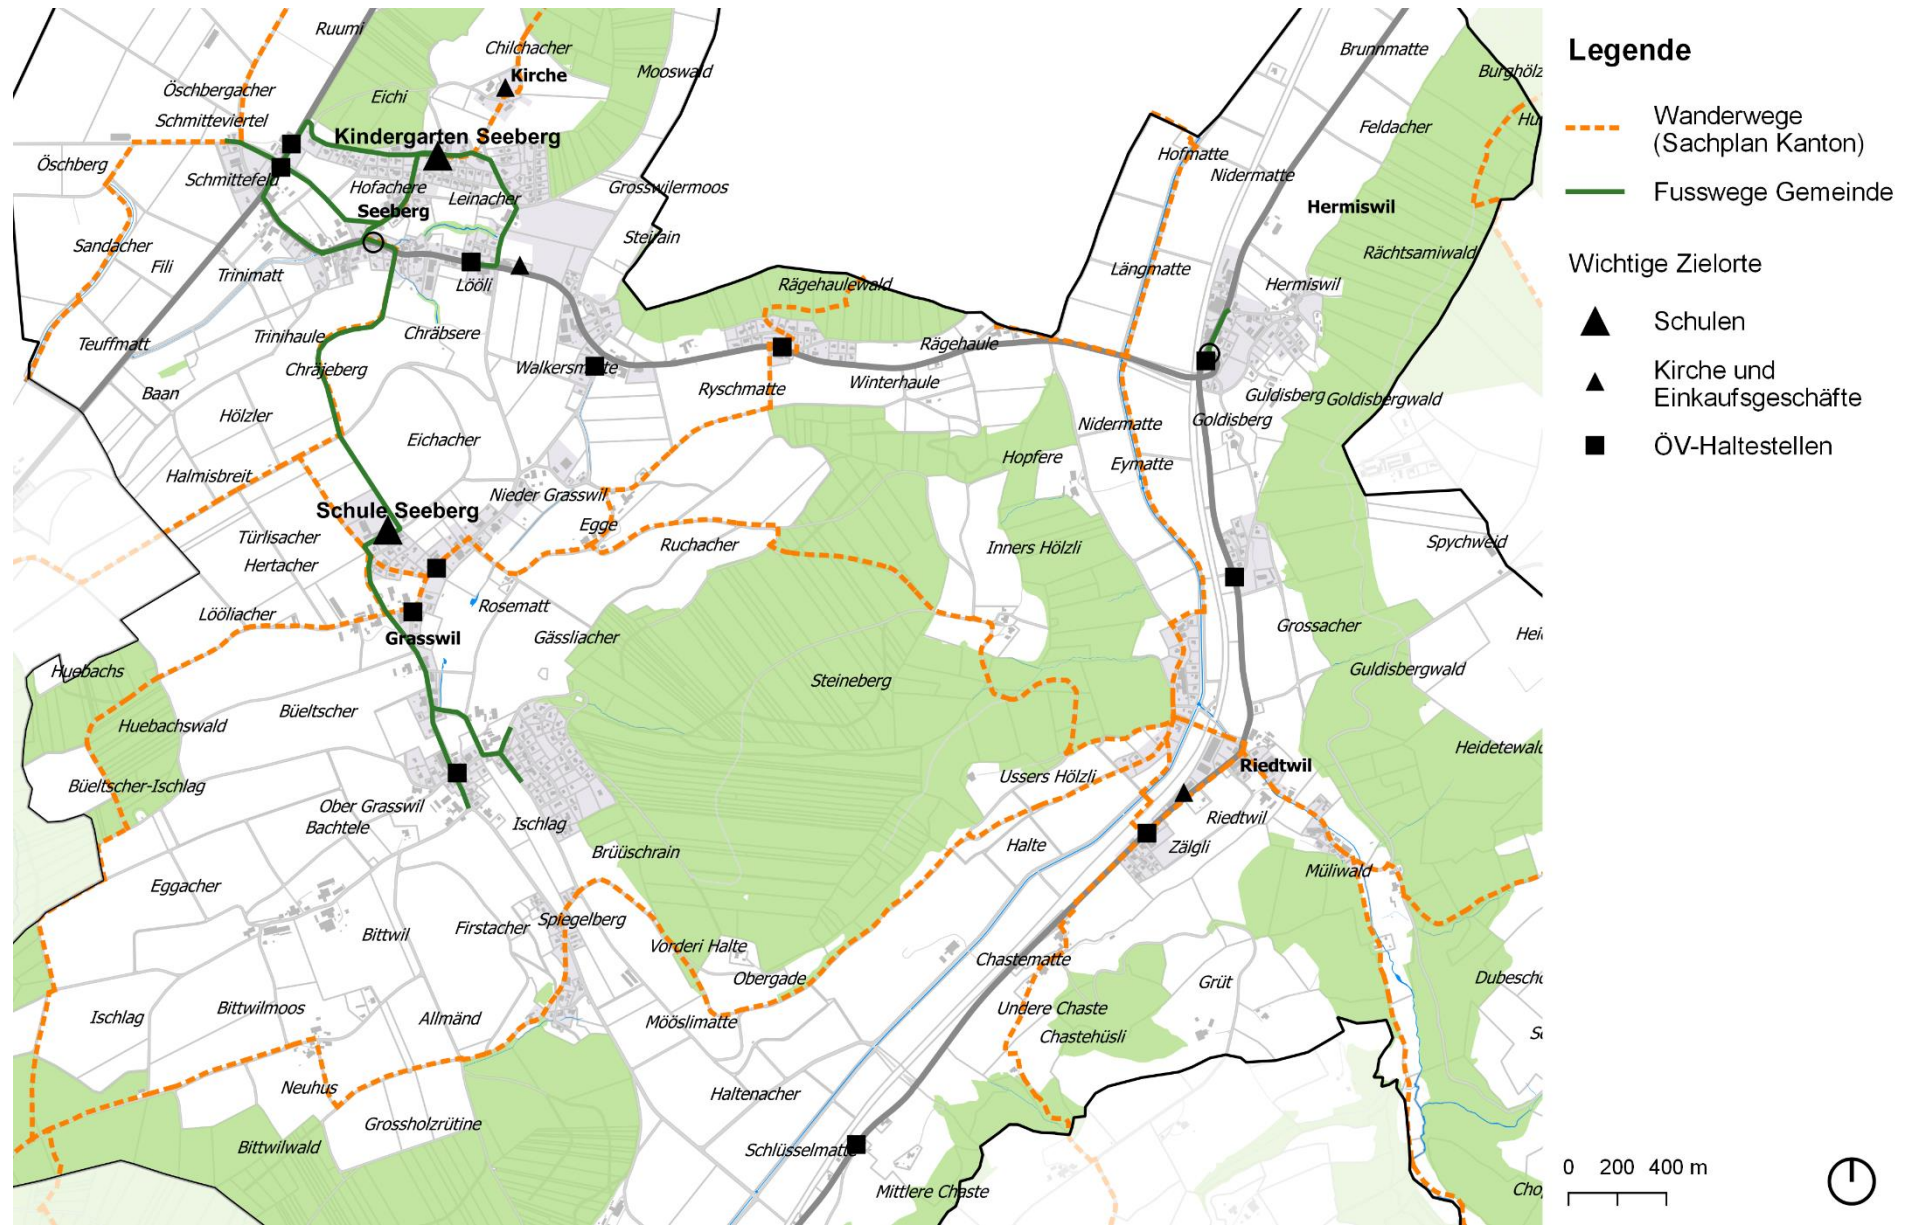 Ruumi
Chilchacher
Kirche
Mooswald
Brunnmatte
Öschbergacher
Eichi
Schmitteviertel
Kindergarten Seeberg
Feldacher
Öschberg
Schmittefeld
Hofachere
Leinacher
Grosswilermoos
Hofmatte
Nidermatte
Seeberg
Hermiswil
Sandacher
Fili
Trinimatt
Steirain
Rächtsamiwald
Lööli
Rägehaulewald
Längmatte
Hermiswil
Teuffmatt
Trinihaule
Chräbsere
Chräjeberg
Walkersmatte
Rägehaule
Baan
Hölzler
Ryschmatte
Winterhaule
Guldisberg
Goldisbergwald
Goldisberg
Eichacher
Nidermatte
Halmisbreit
Hopfere
Eymatte
Nieder Grasswil
Schule Seeberg
Egge
Türlisacher
Ruchacher
Inners Hölzli
Spychweid
Hertacher
Lööliacher
Rosematt
Grasswil
Gässliacher
Grossacher
Huebachs
Steineberg
Guldisbergwald
Büeltscher
Huebachswald
Büeltscher-Ischlag
Ussers Hölzli
Riedtwil
Ober Grasswil
Bachtele
Ischlag
Riedtwil
Brüüschrain
Halte
Zälgli
Müliwald
Eggacher
Bittwil
Firstacher
Spiegelberg
Vorderi Halte
Obergade
Chastematte
Grüt
Ischlag
Bittwilmoos
Allmänd
Mööslimatte
Undere Chaste
Chastehüsli
Neuhus
Haltenacher
Grossholzrütine
Bittwilwald
Schlüsselmatte
Mittlere Chaste
Legende
Wanderwege
(Sachplan Kanton)
Fusswege Gemeinde
Wichtige Zielorte
Schulen
Kirche und
Einkaufsgeschäfte
ÖV-Haltestellen
0 200 400 m